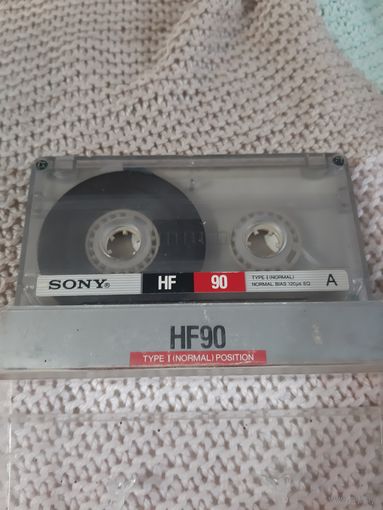 SONY® HF 90 TYPE I (NORMAL) A
NORMAL BIAS 120μs EQ
HF90
TYPE I (NORMAL) POSITION